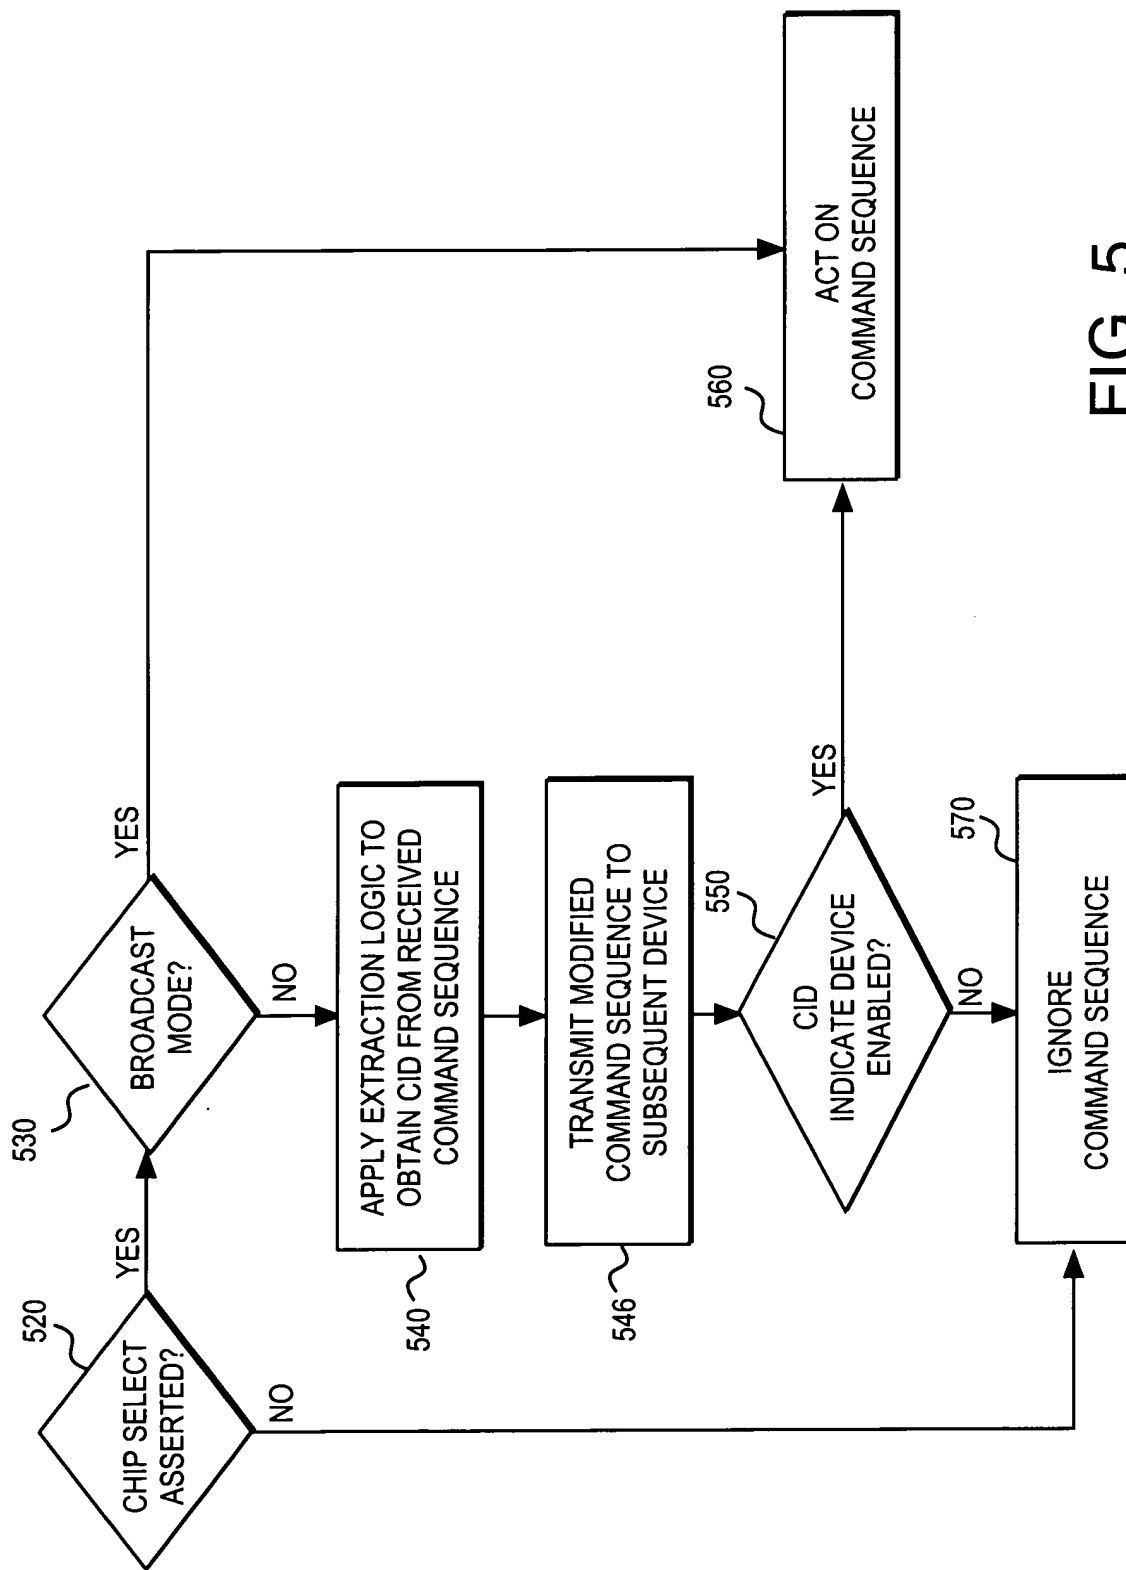 520
CHIP SELECT
ASSERTED?
YES
NO
530
BROADCAST
MODE?
YES
NO
540
APPLY EXTRACTION LOGIC TO
OBTAIN CID FROM RECEIVED
COMMAND SEQUENCE
546
TRANSMIT MODIFIED
COMMAND SEQUENCE TO
SUBSEQUENT DEVICE
550
CID
INDICATE DEVICE
ENABLED?
YES
NO
560
ACT ON
COMMAND SEQUENCE
570
IGNORE
COMMAND SEQUENCE
FIG. 5